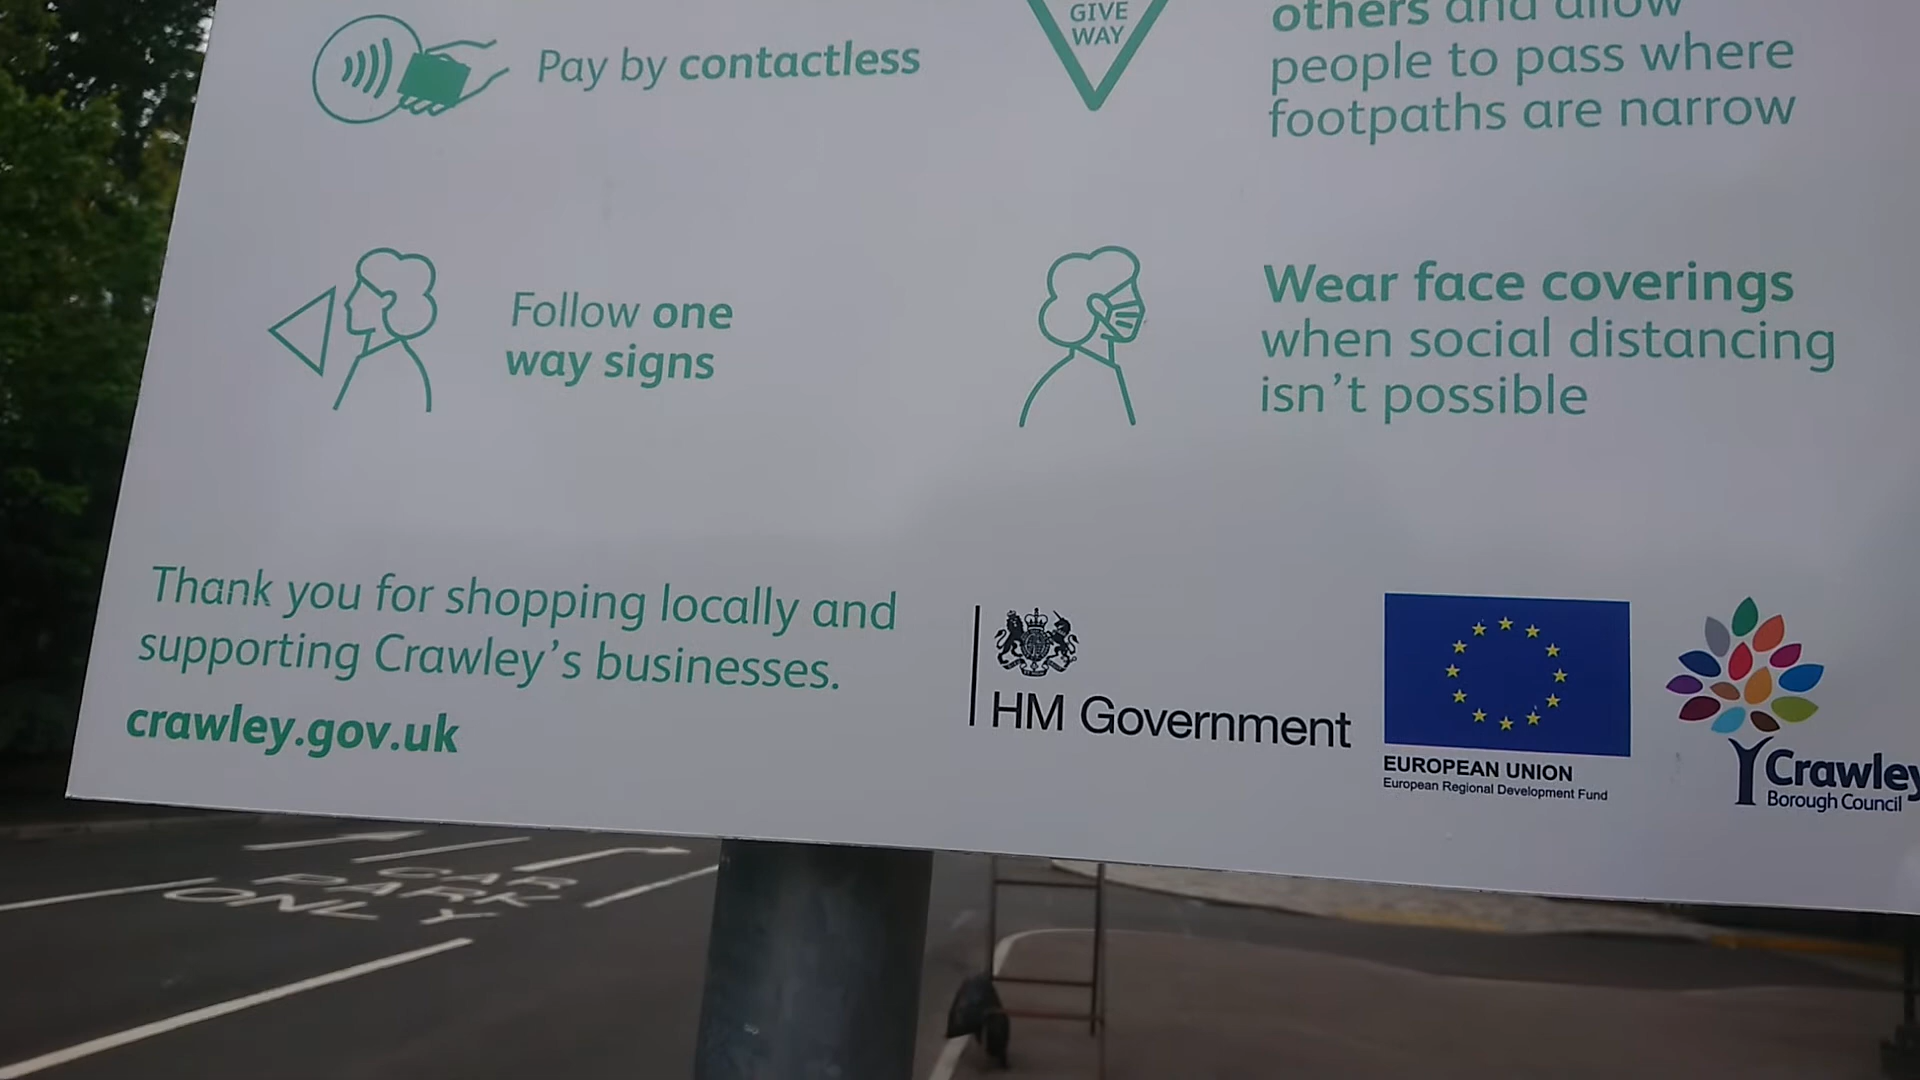 Pay by contactless
GIVE
WAY
others and allow
people to pass where
footpaths are narrow
Follow one
way signs
Wear face coverings
when social distancing
isn't possible
Thank you for shopping locally and
supporting Crawley's businesses.
crawley.gov.uk
HM Government
EUROPEAN UNION
European Regional Development Fund
Crawley
Borough Council
CAR
PARK
ONLY